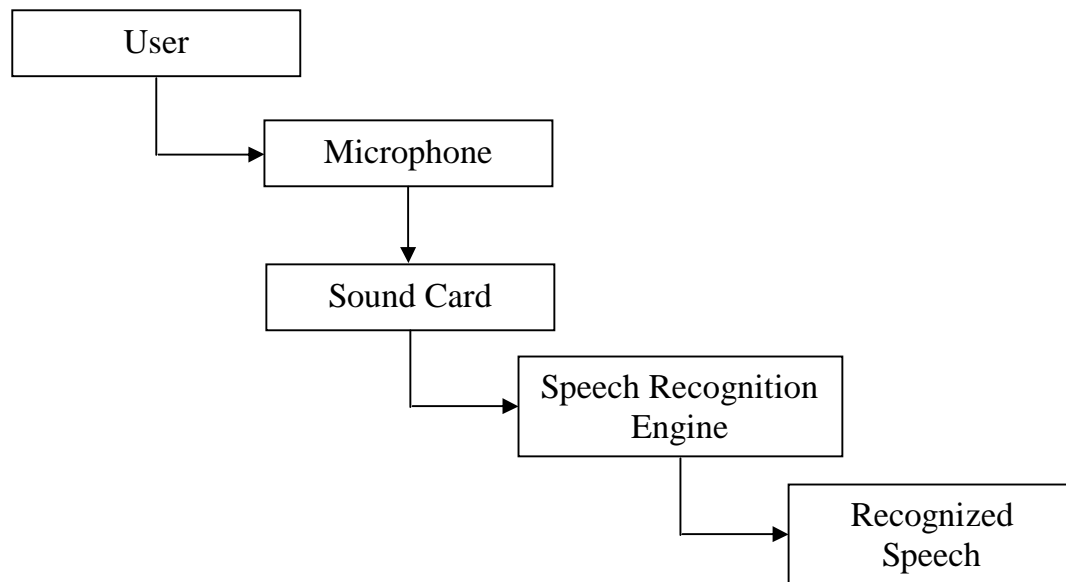 User
Microphone
Sound Card
Speech Recognition
Engine
Recognized
Speech